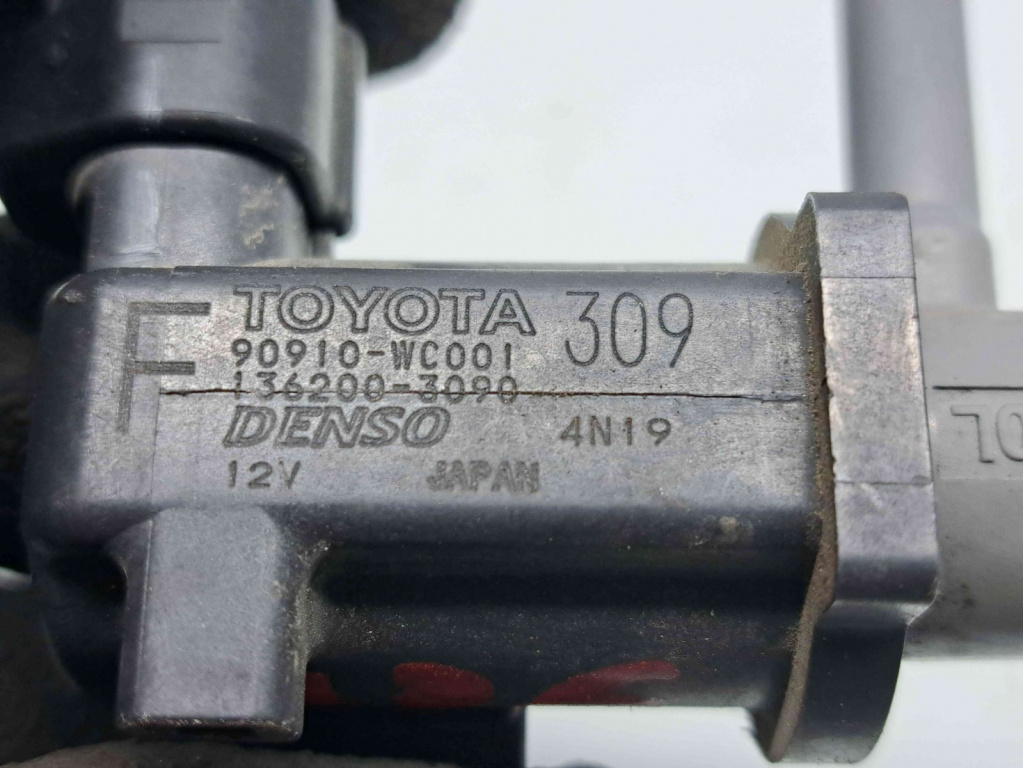 F
TOYOTA 309
90910-WC001
136200-3090
DENSO 4N19
12V JAPAN